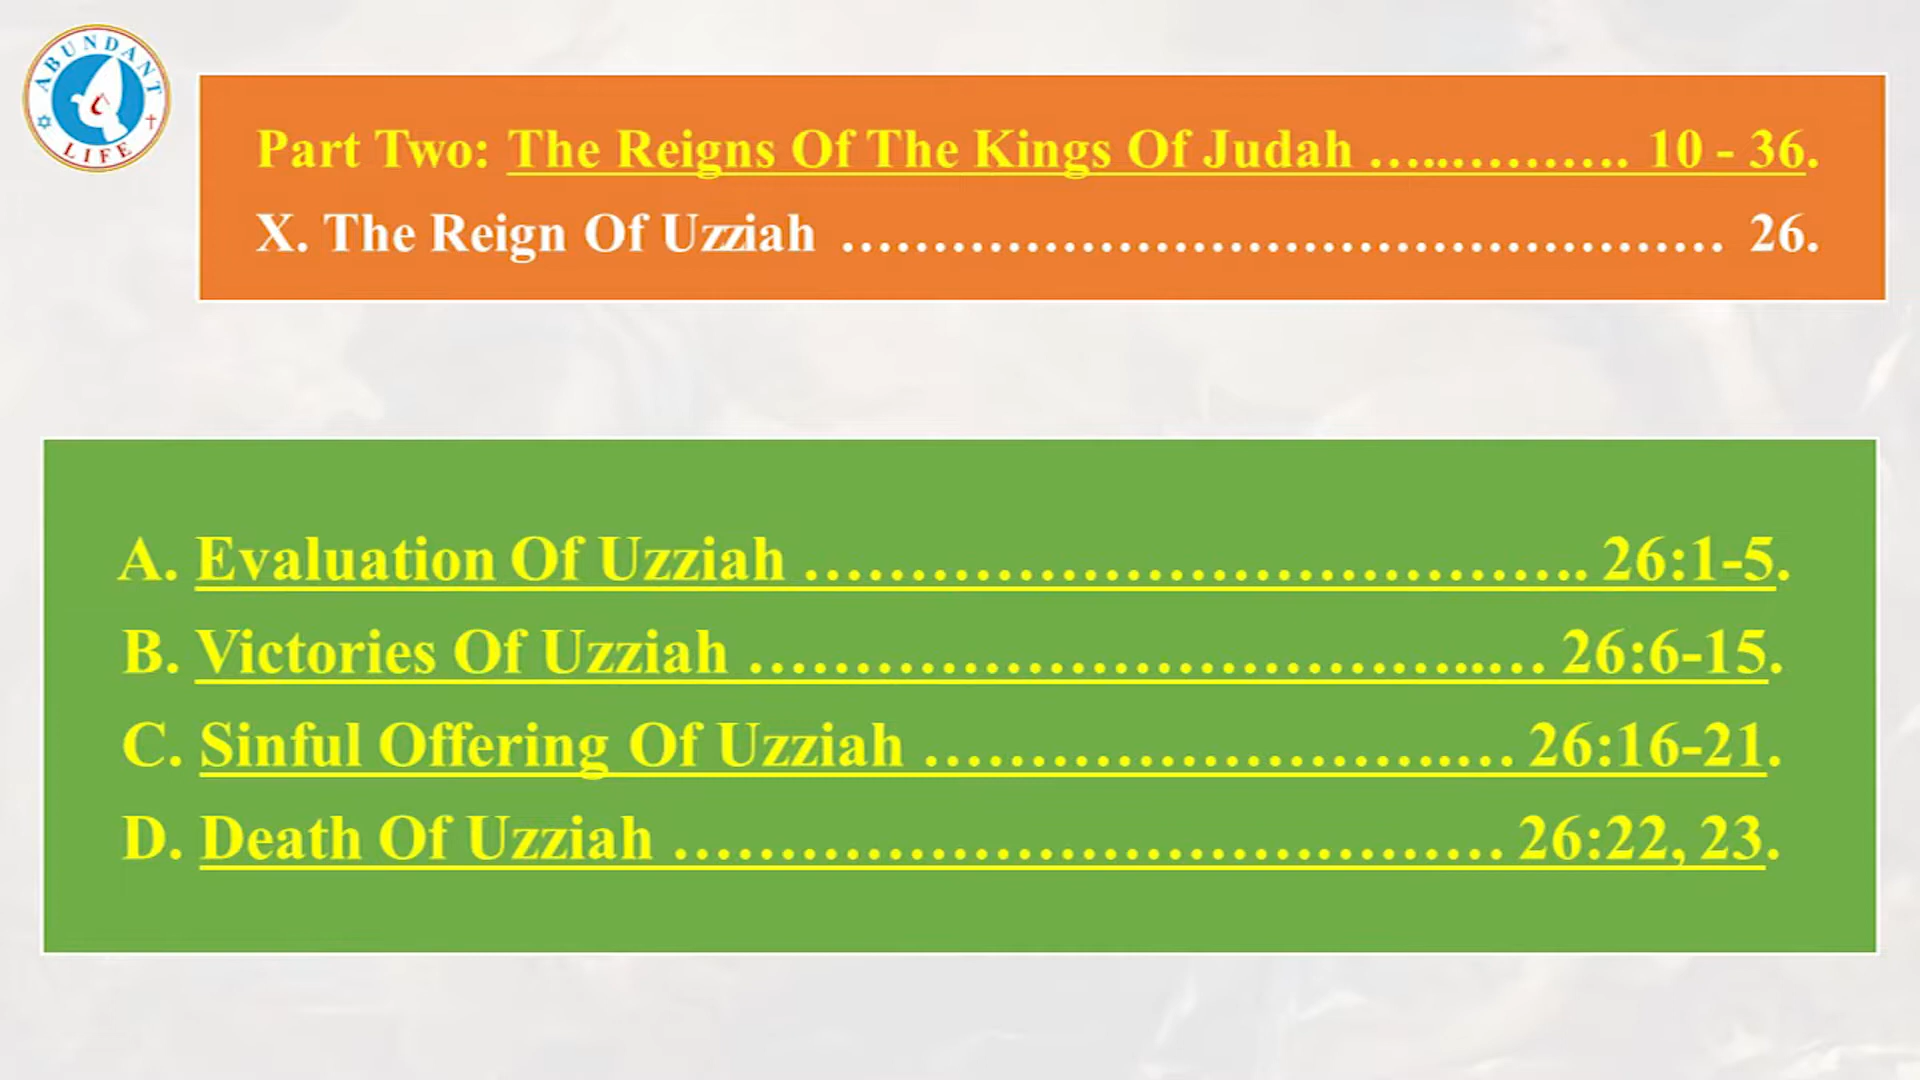 ABUNDANT
LIFE
Part Two: The Reigns Of The Kings Of Judah …...………. 10 - 36.
X. The Reign Of Uzziah ………………………………………………… 26.
A. Evaluation Of Uzziah ………………………………. 26:1-5.
B. Victories Of Uzziah ……………………………..… 26:6-15.
C. Sinful Offering Of Uzziah …………………….… 26:16-21.
D. Death Of Uzziah ………………………………… 26:22, 23.